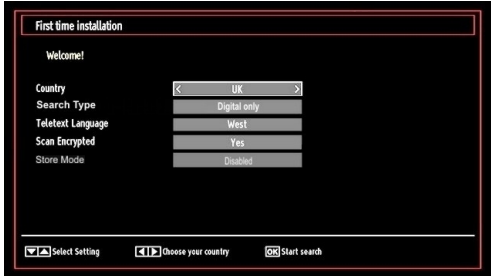 First time installation
Welcome!
Country < UK >
Search Type Digital only
Teletext Language West
Scan Encrypted Yes
Store Mode Disabled
Select Setting Choose your country OK Start search